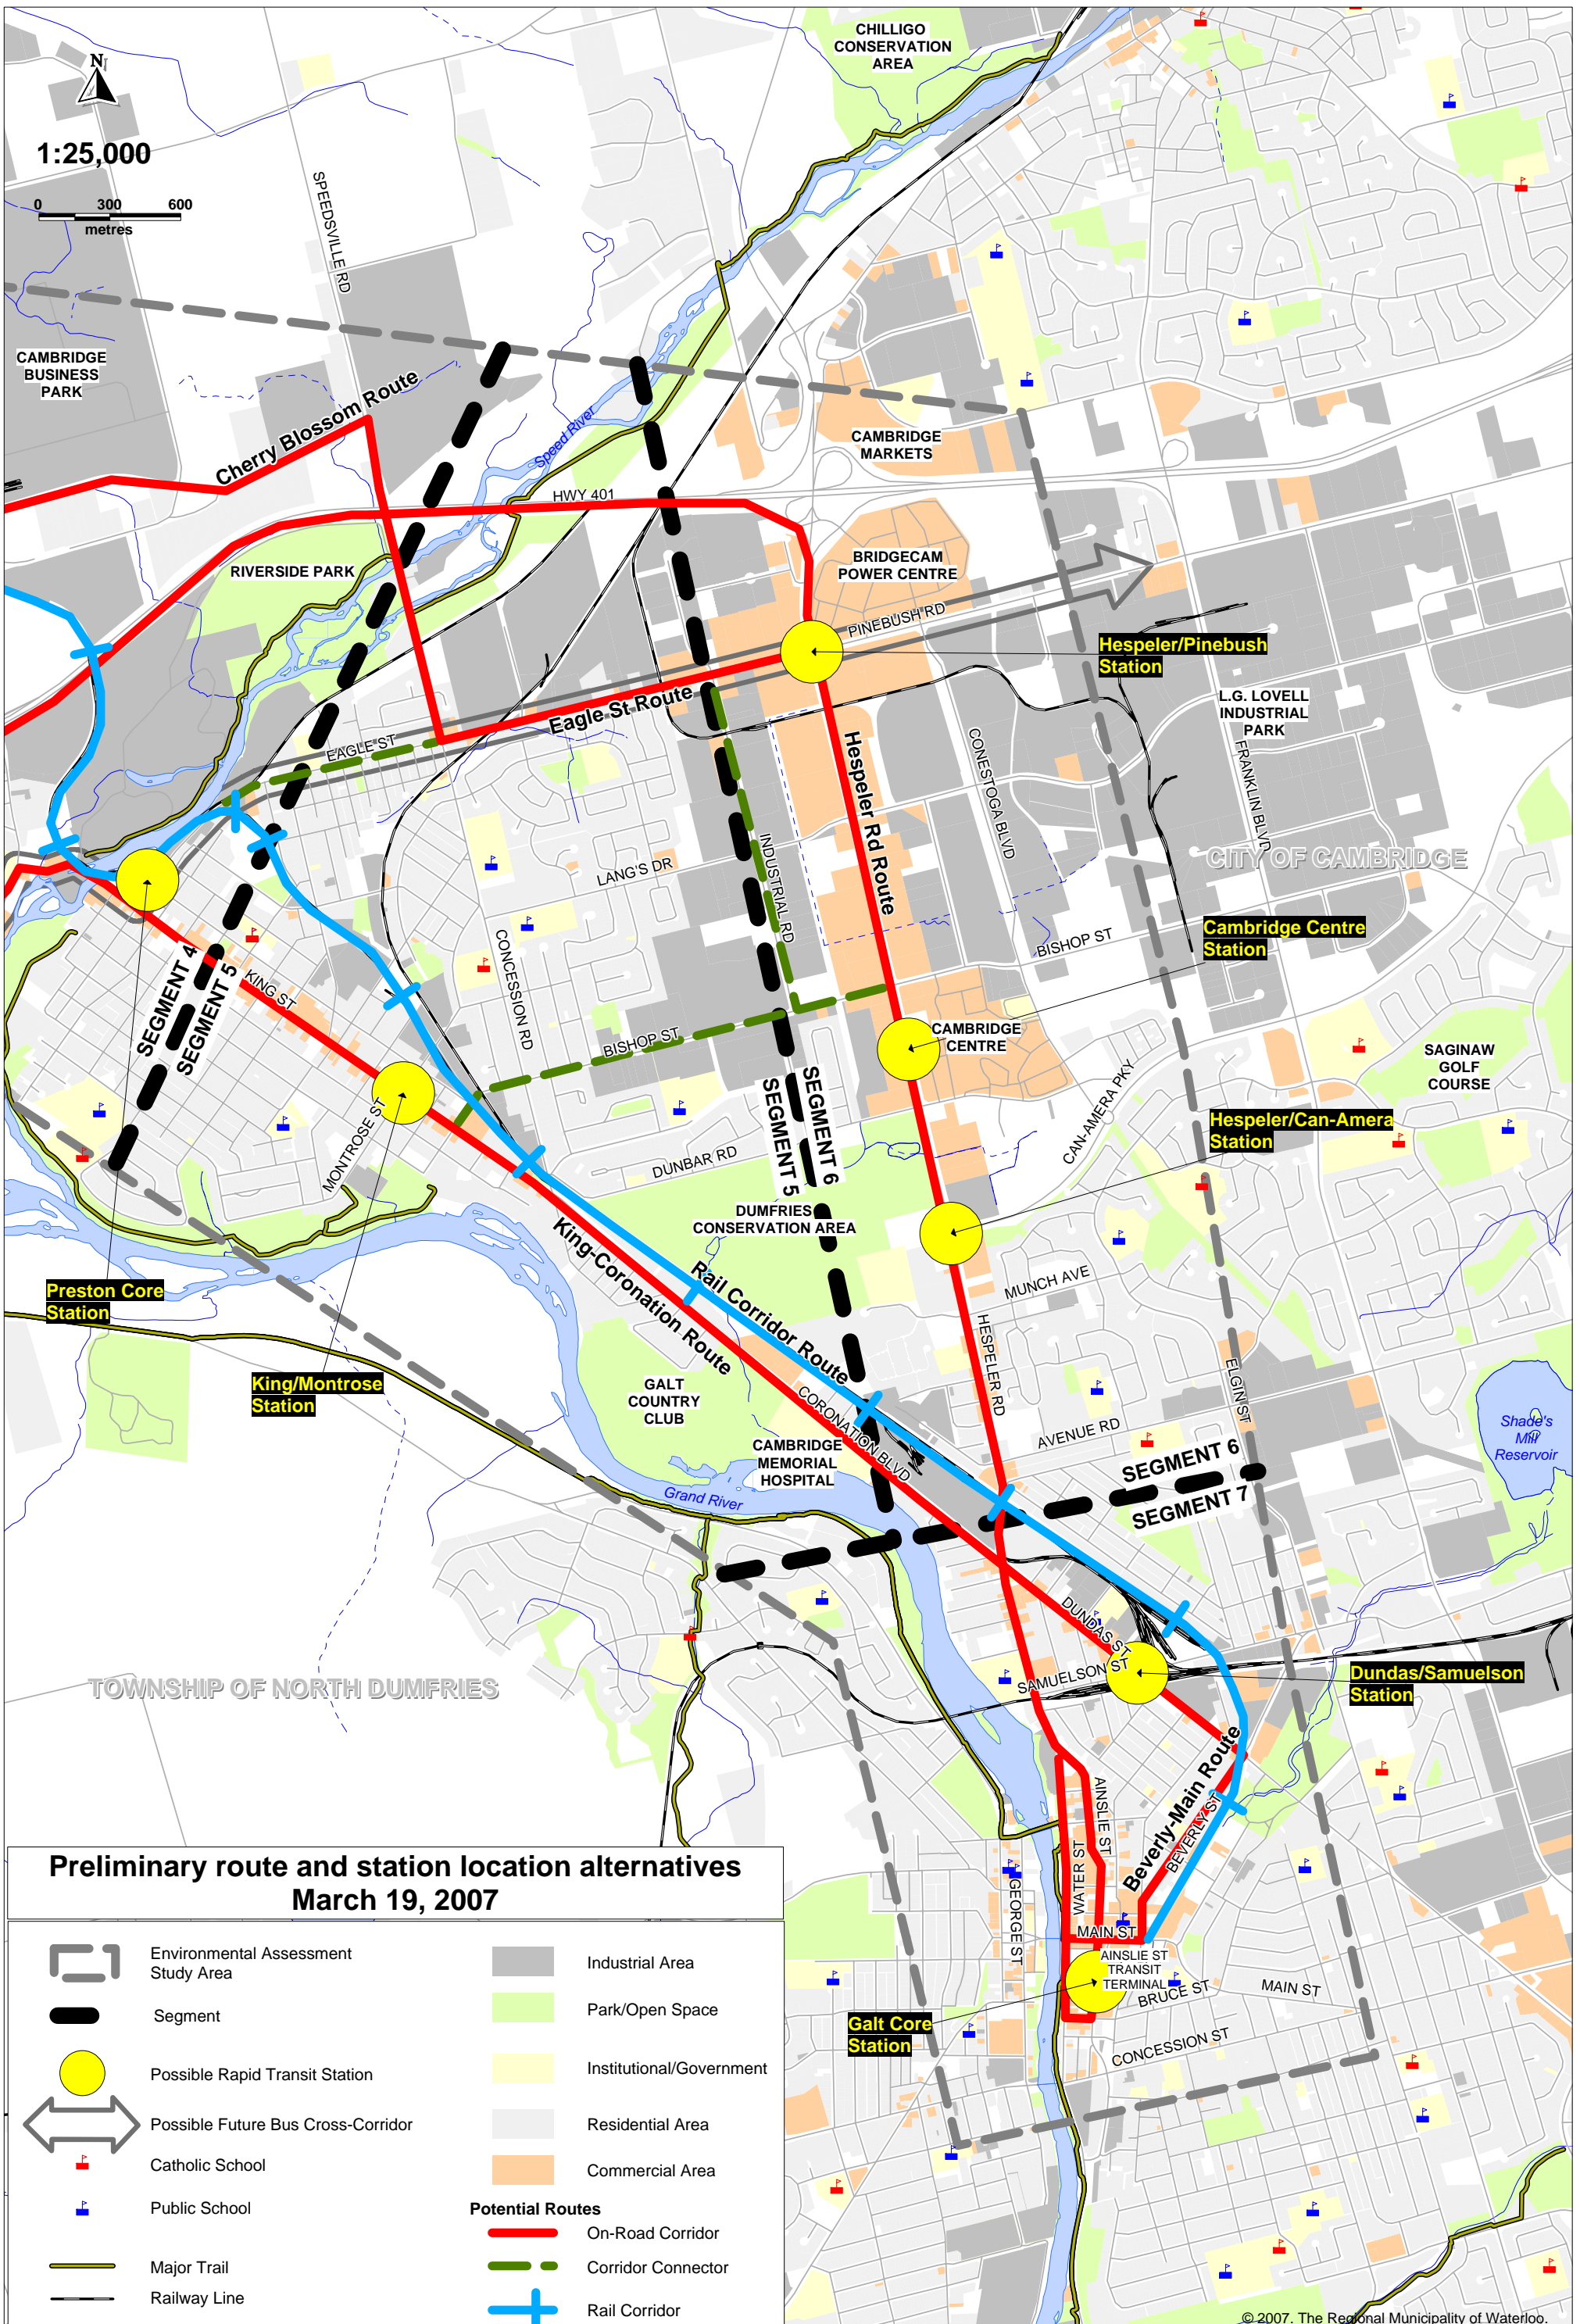 CHILLIGO
CONSERVATION
AREA
N
1:25,000
0 300 600
metres
SPEEDSVILLE RD
CAMBRIDGE
BUSINESS
PARK
Cherry Blossom Route
Speed River
CAMBRIDGE
MARKETS
HWY 401
RIVERSIDE PARK
BRIDGECAM
POWER CENTRE
PINEBUSH RD
Hespeler/Pinebush
Station
L.G. LOVELL
INDUSTRIAL
PARK
Eagle St Route
EAGLE ST
Hespeler Rd Route
CONESTOGA BLVD
FRANKLIN BLVD
CITY OF CAMBRIDGE
LANG'S DR
INDUSTRIAL RD
CONCESSION RD
BISHOP ST
Cambridge Centre
Station
SEGMENT 4
SEGMENT 5
KING ST
BISHOP ST
CAMBRIDGE
CENTRE
SAGINAW
GOLF
COURSE
CAN-AMERA PKY
Hespeler/Can-Amera
Station
MONTROSE ST
DUNBAR RD
SEGMENT 6
SEGMENT 5
DUMFRIES
CONSERVATION AREA
Preston Core
Station
King-Coronation Route
Rail Corridor Route
MUNCH AVE
HESPELER RD
ELGIN ST
King/Montrose
Station
GALT
COUNTRY
CLUB
CORONATION BLVD
CAMBRIDGE
MEMORIAL
HOSPITAL
AVENUE RD
Shade's
Mill
Reservoir
SEGMENT 6
SEGMENT 7
Grand River
DUNDAS ST
SAMUELSON ST
Dundas/Samuelson
Station
TOWNSHIP OF NORTH DUMFRIES
Beverly-Main Route
BEVERLY ST
AINSLIE ST
WATER ST
GEORGE ST
MAIN ST
AINSLIE ST
TRANSIT
TERMINAL
BRUCE ST
MAIN ST
Galt Core
Station
CONCESSION ST
Preliminary route and station location alternatives
March 19, 2007
Environmental Assessment
Study Area
Segment
Possible Rapid Transit Station
Possible Future Bus Cross-Corridor
Catholic School
Public School
Major Trail
Railway Line
Industrial Area
Park/Open Space
Institutional/Government
Residential Area
Commercial Area
Potential Routes
On-Road Corridor
Corridor Connector
Rail Corridor
© 2007. The Regional Municipality of Waterloo.